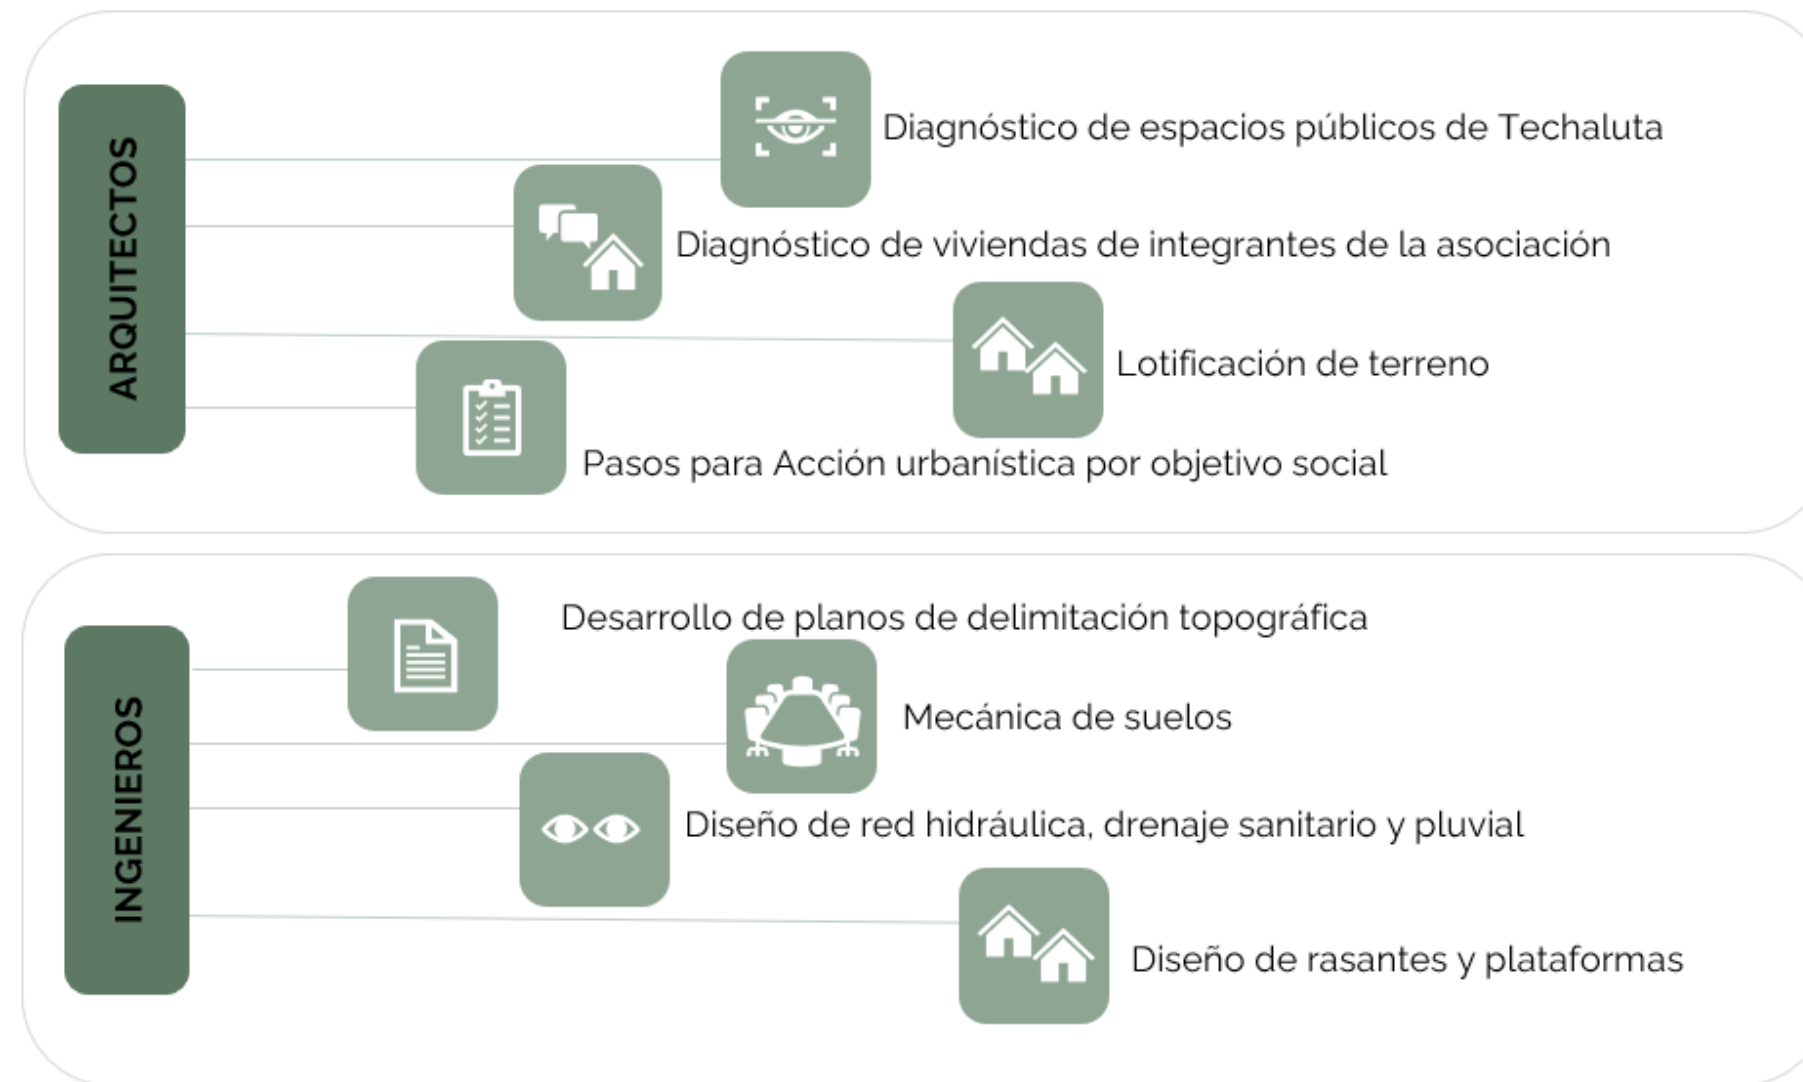 ARQUITECTOS
Diagnóstico de espacios públicos de Techaluta
Diagnóstico de viviendas de integrantes de la asociación
Lotificación de terreno
Pasos para Acción urbanística por objetivo social
INGENIEROS
Desarrollo de planos de delimitación topográfica
Mecánica de suelos
Diseño de red hidráulica, drenaje sanitario y pluvial
Diseño de rasantes y plataformas